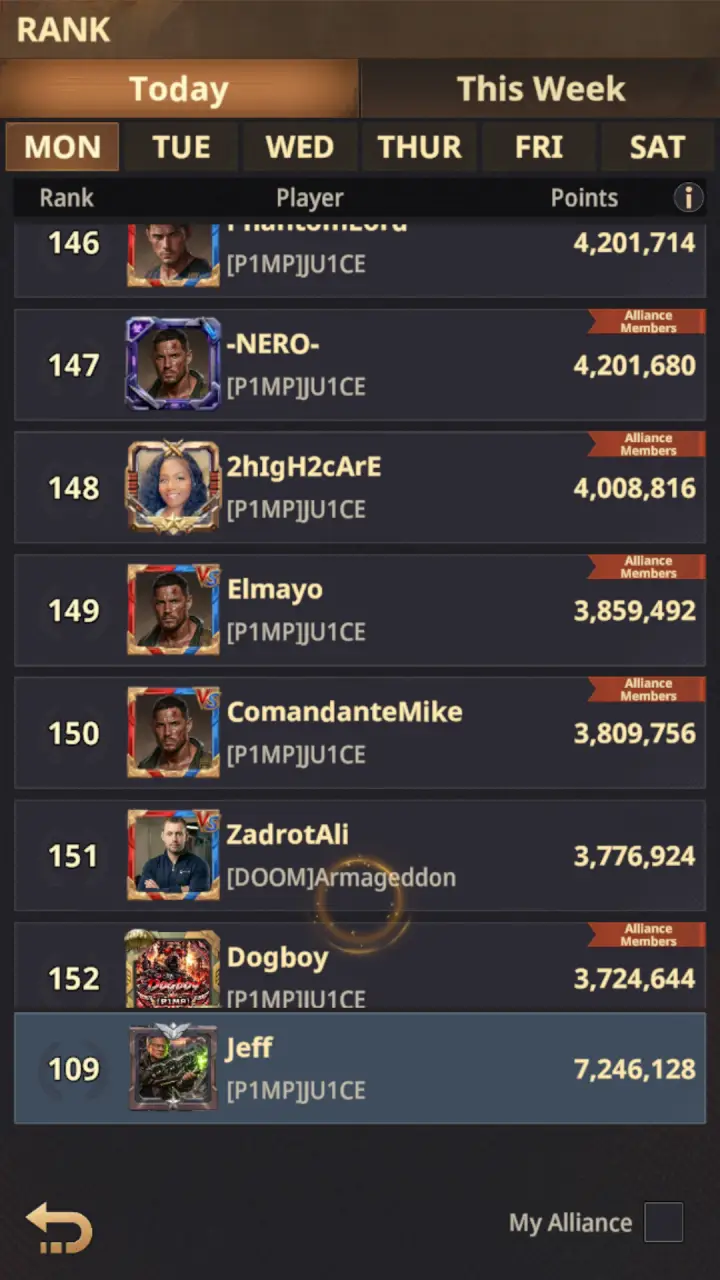 RANK
Today
This Week
MON
TUE
WED
THUR
FRI
SAT
Rank
Player
Points
146
PhantomLord
[P1MP]JU1CE
4,201,714
Alliance
Members
147
-NERO-
[P1MP]JU1CE
4,201,680
Alliance
Members
148
2hIgH2cArE
[P1MP]JU1CE
4,008,816
Alliance
Members
149
Elmayo
[P1MP]JU1CE
3,859,492
Alliance
Members
150
ComandanteMike
[P1MP]JU1CE
3,809,756
VS
151
ZadrotAli
[DOOM]Armageddon
3,776,924
Alliance
Members
152
Dogboy
[P1MP]JU1CE
3,724,644
109
Jeff
[P1MP]JU1CE
7,246,128
My Alliance